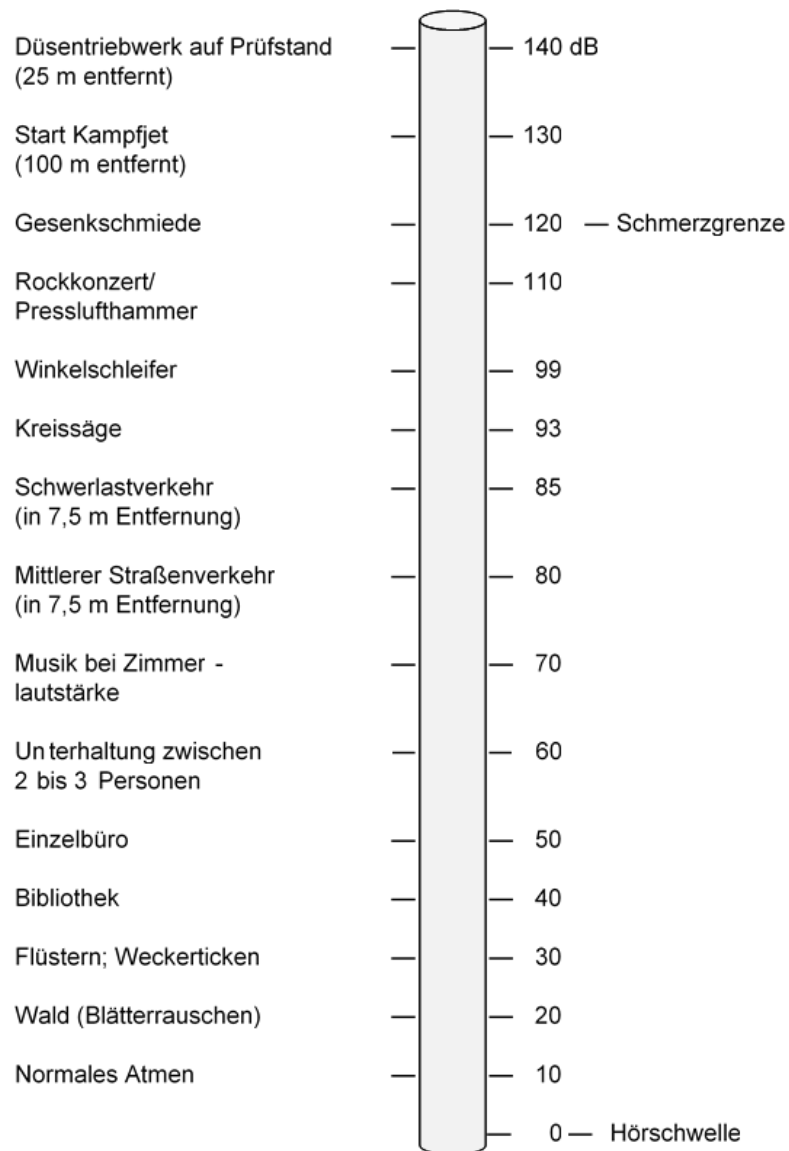 Düsentriebwerk auf Prüfstand 140 dB
(25 m entfernt)
Start Kampfjet 130
(100 m entfernt)
Gesenkschmiede 120 — Schmerzgrenze
Rockkonzert/ 110
Presslufthammer
Winkelschleifer 99
Kreissäge 93
Schwerlastverkehr 85
(in 7,5 m Entfernung)
Mittlerer Straßenverkehr 80
(in 7,5 m Entfernung)
Musik bei Zimmer - 70
lautstärke
Unterhaltung zwischen 60
2 bis 3 Personen
Einzelbüro 50
Bibliothek 40
Flüstern; Weckerticken 30
Wald (Blätterrauschen) 20
Normales Atmen 10
0 — Hörschwelle